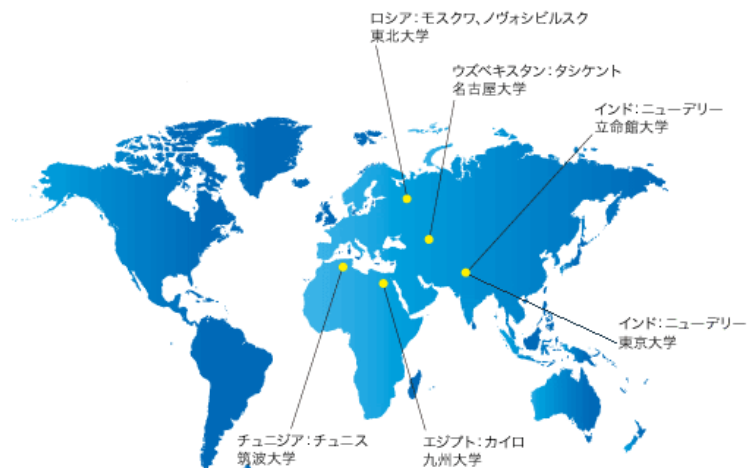 ロシア：モスクワ、ノヴォシビルスク
東北大学
ウズベキスタン：タシケント
名古屋大学
インド：ニューデリー
立命館大学
インド：ニューデリー
東京大学
チュニジア：チュニス
筑波大学
エジプト：カイロ
九州大学